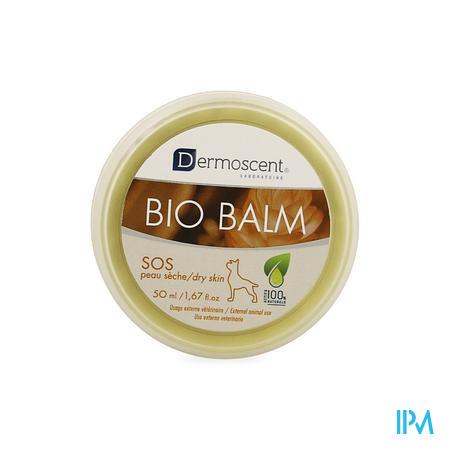 Dermoscent®
LABORATOIRE
BIO BALM
SOS
peau sèche/dry skin
50 ml / 1,67 fl.oz
100%
NATURELS
Usage externe vétérinaire / External animal use
Uso externo veterinario
IPM